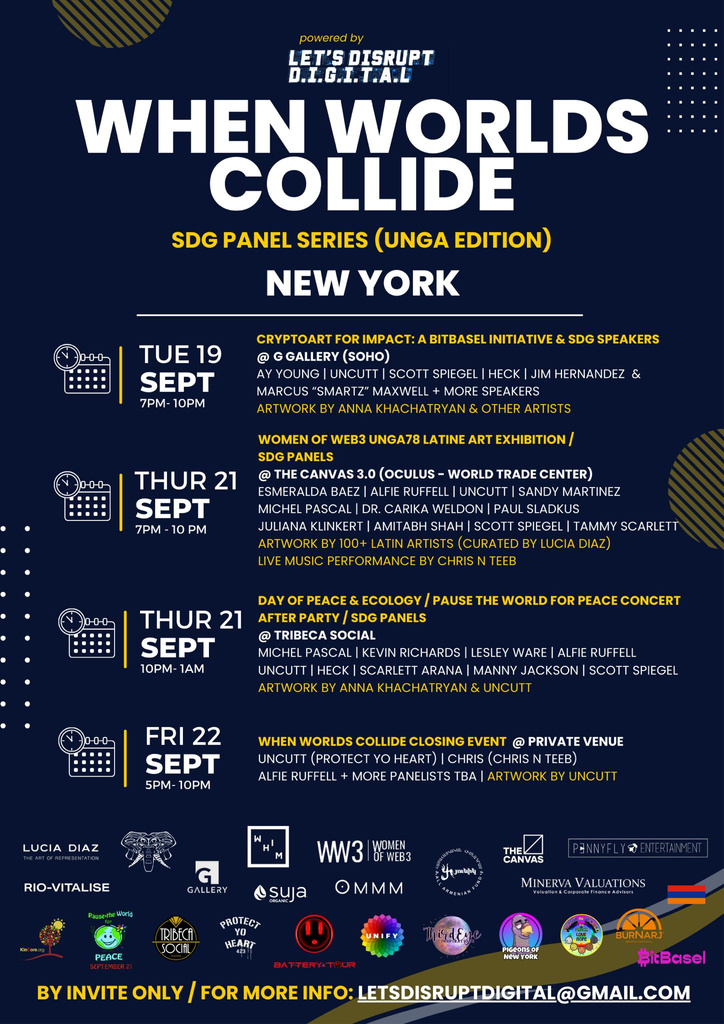 powered by
LET'S DISRUPT
D.I.G.I.T.A.L
WHEN WORLDS
COLLIDE
SDG PANEL SERIES (UNGA EDITION)
NEW YORK
TUE 19
SEPT
7PM- 10PM
CRYPTOART FOR IMPACT: A BITBASEL INITIATIVE & SDG SPEAKERS
@ G GALLERY (SOHO)
AY YOUNG | UNCUTT | SCOTT SPIEGEL | HECK | JIM HERNANDEZ &
MARCUS "SMARTZ" MAXWELL + MORE SPEAKERS
ARTWORK BY ANNA KHACHATRYAN & OTHER ARTISTS
THUR 21
SEPT
7PM - 10 PM
WOMEN OF WEB3 UNGA78 LATINE ART EXHIBITION /
SDG PANELS
@ THE CANVAS 3.0 (OCULUS - WORLD TRADE CENTER)
ESMERALDA BAEZ | ALFIE RUFFELL | UNCUTT | SANDY MARTINEZ
MICHEL PASCAL | DR. CARIKA WELDON | PAUL SLADKUS
JULIANA KLINKERT | AMITABH SHAH | SCOTT SPIEGEL | TAMMY SCARLETT
ARTWORK BY 100+ LATIN ARTISTS (CURATED BY LUCIA DIAZ)
LIVE MUSIC PERFORMANCE BY CHRIS N TEEB
THUR 21
SEPT
10PM- 1AM
DAY OF PEACE & ECOLOGY / PAUSE THE WORLD FOR PEACE CONCERT
AFTER PARTY / SDG PANELS
@ TRIBECA SOCIAL
MICHEL PASCAL | KEVIN RICHARDS | LESLEY WARE | ALFIE RUFFELL
UNCUTT | HECK | SCARLETT ARANA | MANNY JACKSON | SCOTT SPIEGEL
ARTWORK BY ANNA KHACHATRYAN & UNCUTT
FRI 22
SEPT
5PM- 10PM
WHEN WORLDS COLLIDE CLOSING EVENT @ PRIVATE VENUE
UNCUTT (PROTECT YO HEART) | CHRIS (CHRIS N TEEB)
ALFIE RUFFELL + MORE PANELISTS TBA | ARTWORK BY UNCUTT
LUCIA DIAZ
THE ART OF REPRESENTATION
WHIM
WW3 | WOMEN
OF WEB3
THE
CANVAS
PENNYFLY ENTERTAINMENT
RIO-VITALISE
G
GALLERY
suja
ORGANIC
OMMM
MINERVA VALUATIONS
Valuation & Corporate Finance Advisors
Pause the World
for
PEACE
SEPTEMBER 21
TRIBECA
SOCIAL
PROTECT
YO
HEART
BATTERY TOUR
UNIFY
PIGEONS OF
NEW YORK
BURNARJ
BitBasel
BY INVITE ONLY / FOR MORE INFO: LETSDISRUPTDIGITAL@GMAIL.COM